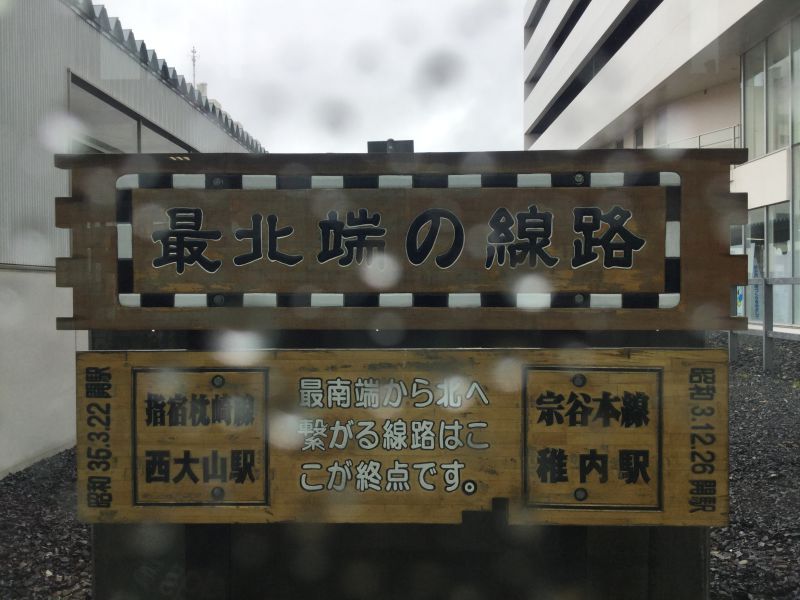 最北端の線路
昭和35.3.22開駅
指宿枕崎線
西大山駅
最南端から北へ
繋がる線路はこ
こが終点です。
宗谷本線
稚内駅
昭和3.12.26開駅